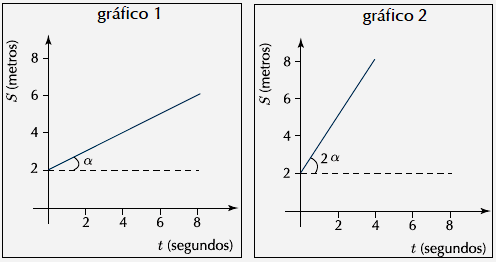 gráfico 1
S (metros)
8
6
4
2
α
2 4 6 8
t (segundos)
gráfico 2
S (metros)
8
6
4
2
2α
2 4 6 8
t (segundos)